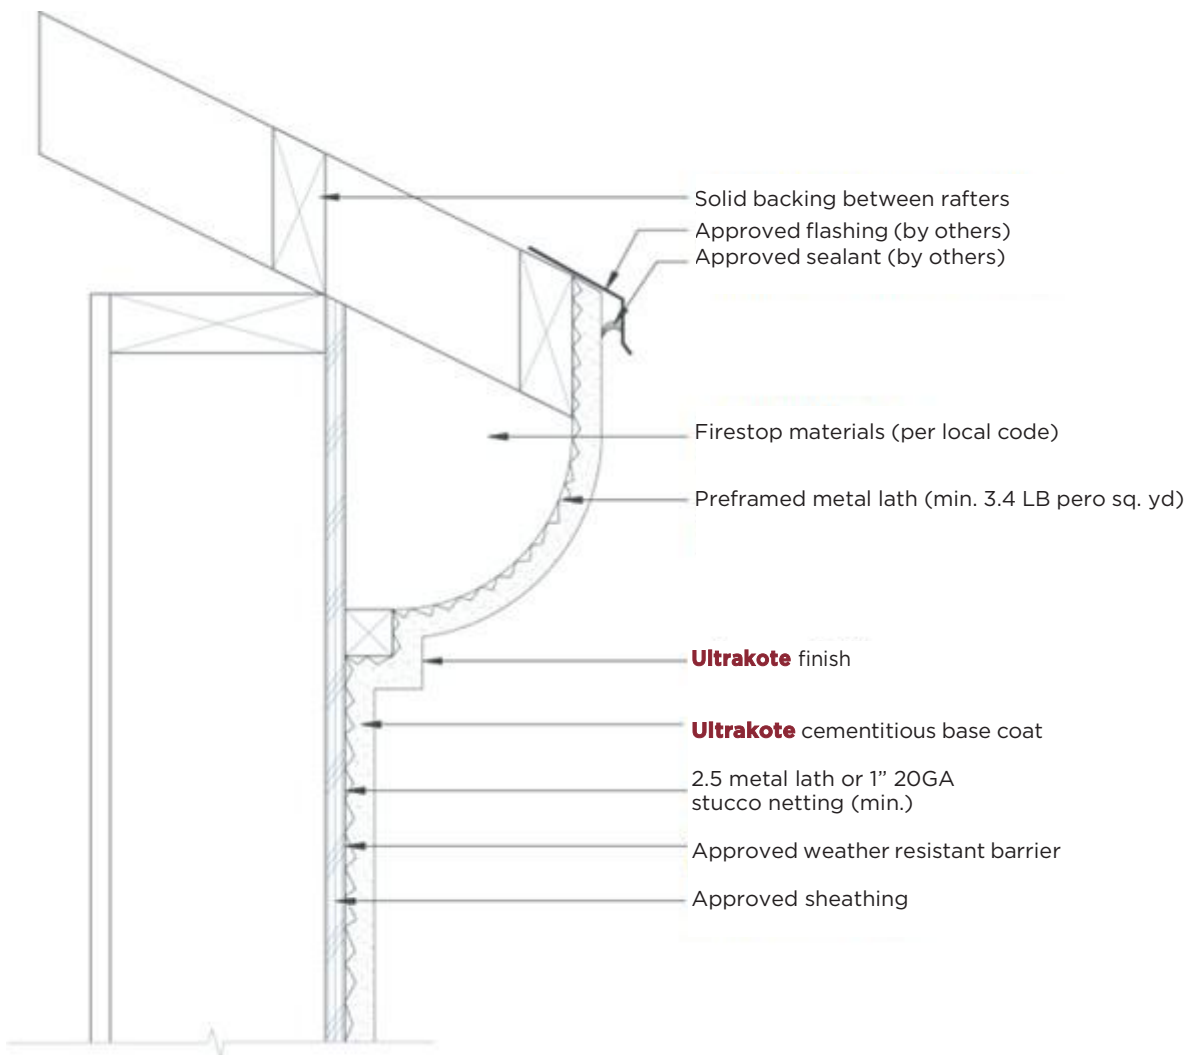 Solid backing between rafters
Approved flashing (by others)
Approved sealant (by others)
Firestop materials (per local code)
Preframed metal lath (min. 3.4 LB pero sq. yd)
Ultrakote finish
Ultrakote cementitious base coat
2.5 metal lath or 1” 20GA
stucco netting (min.)
Approved weather resistant barrier
Approved sheathing